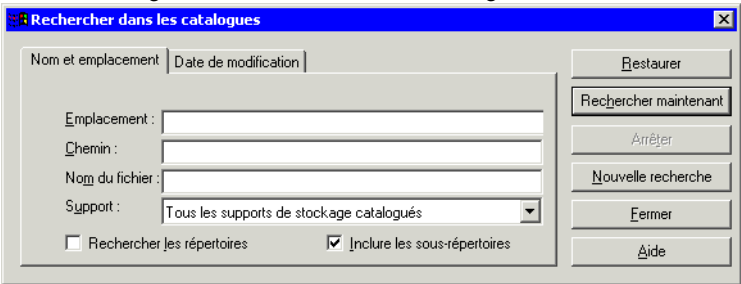 Rechercher dans les catalogues
Nom et emplacement
Date de modification
Emplacement :
Chemin :
Nom du fichier :
Support :
Tous les supports de stockage catalogués
Rechercher les répertoires
Inclure les sous-répertoires
Restaurer
Rechercher maintenant
Arrêter
Nouvelle recherche
Fermer
Aide